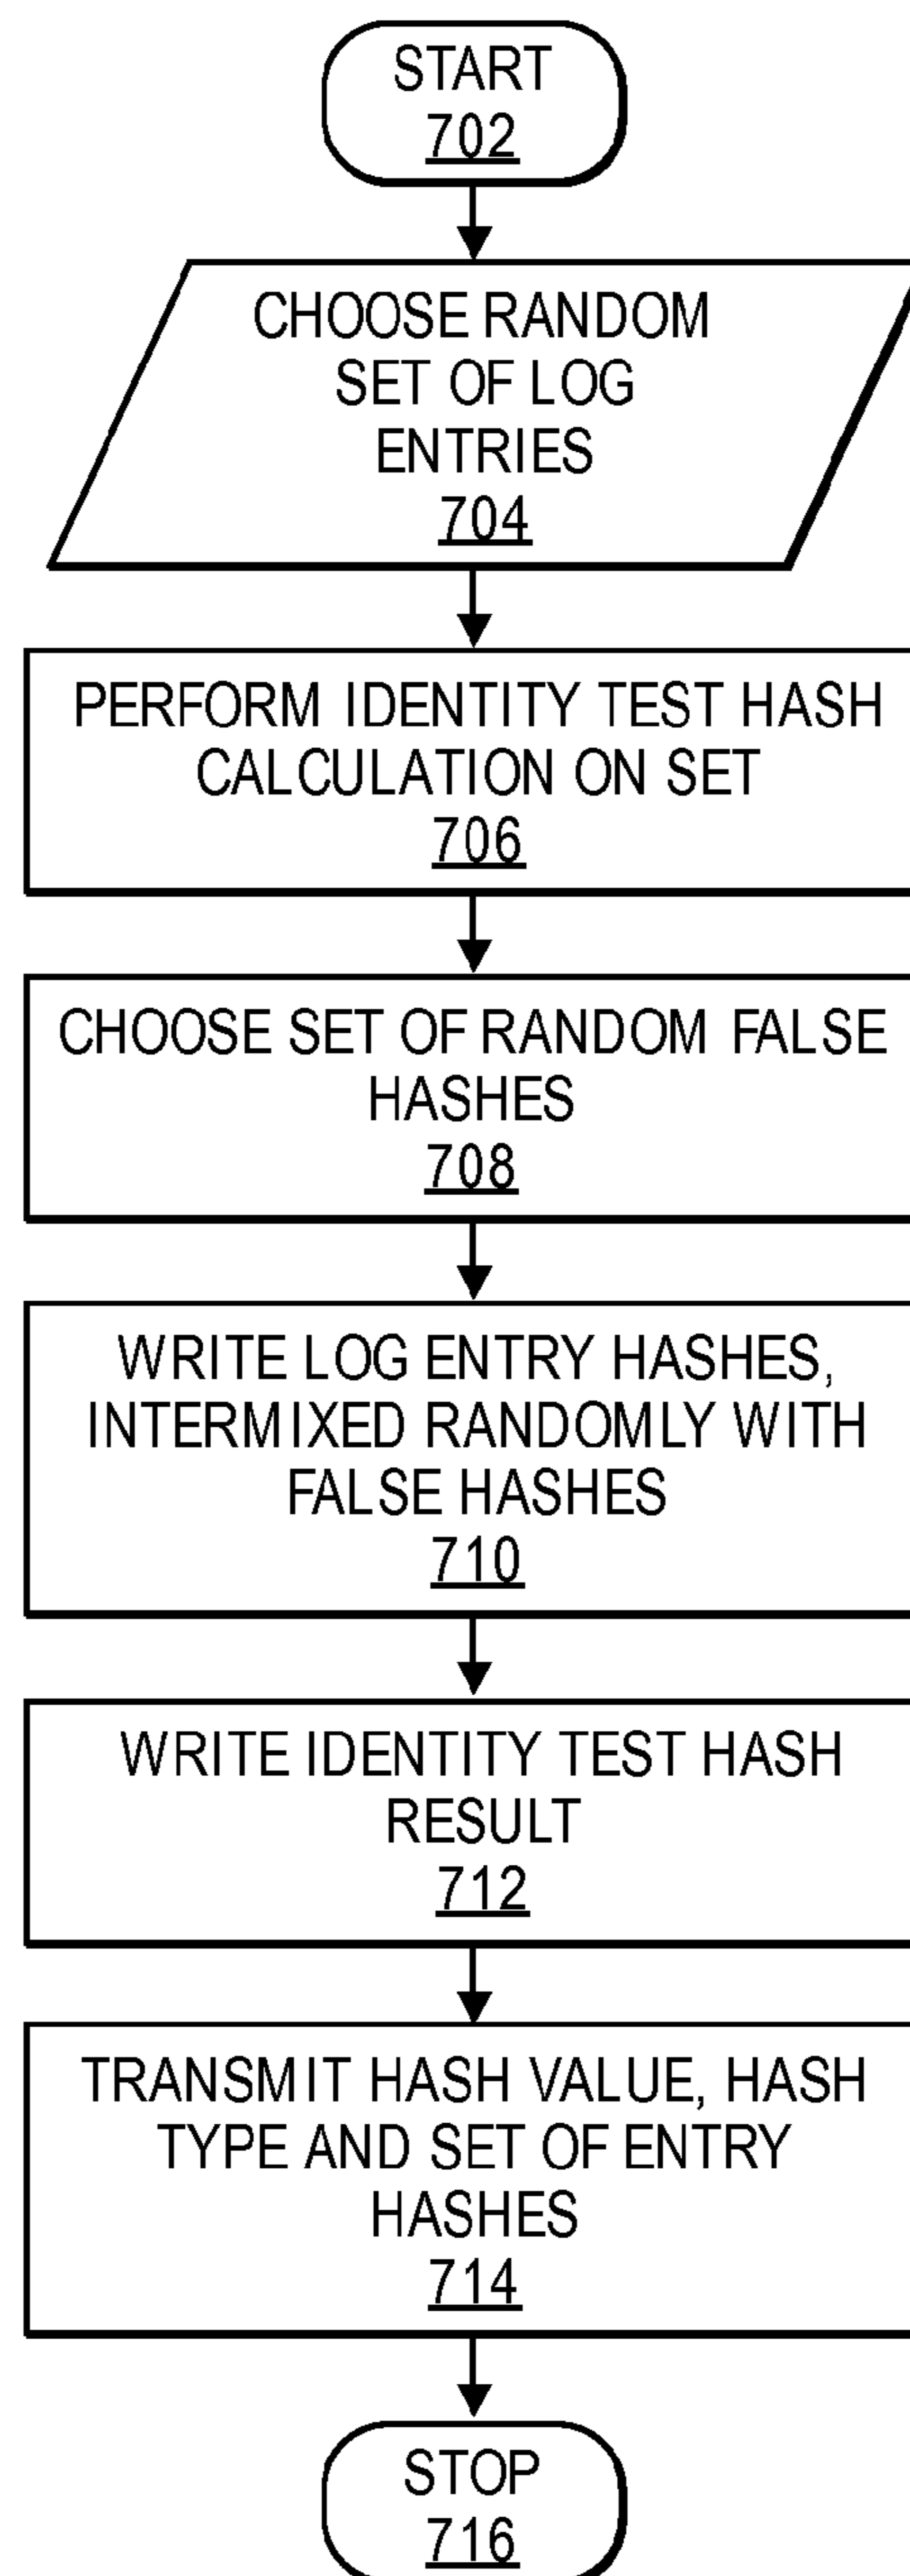 START
702
CHOOSE RANDOM
SET OF LOG
ENTRIES
704
PERFORM IDENTITY TEST HASH
CALCULATION ON SET
706
CHOOSE SET OF RANDOM FALSE
HASHES
708
WRITE LOG ENTRY HASHES,
INTERMIXED RANDOMLY WITH
FALSE HASHES
710
WRITE IDENTITY TEST HASH
RESULT
712
TRANSMIT HASH VALUE, HASH
TYPE AND SET OF ENTRY
HASHES
714
STOP
716